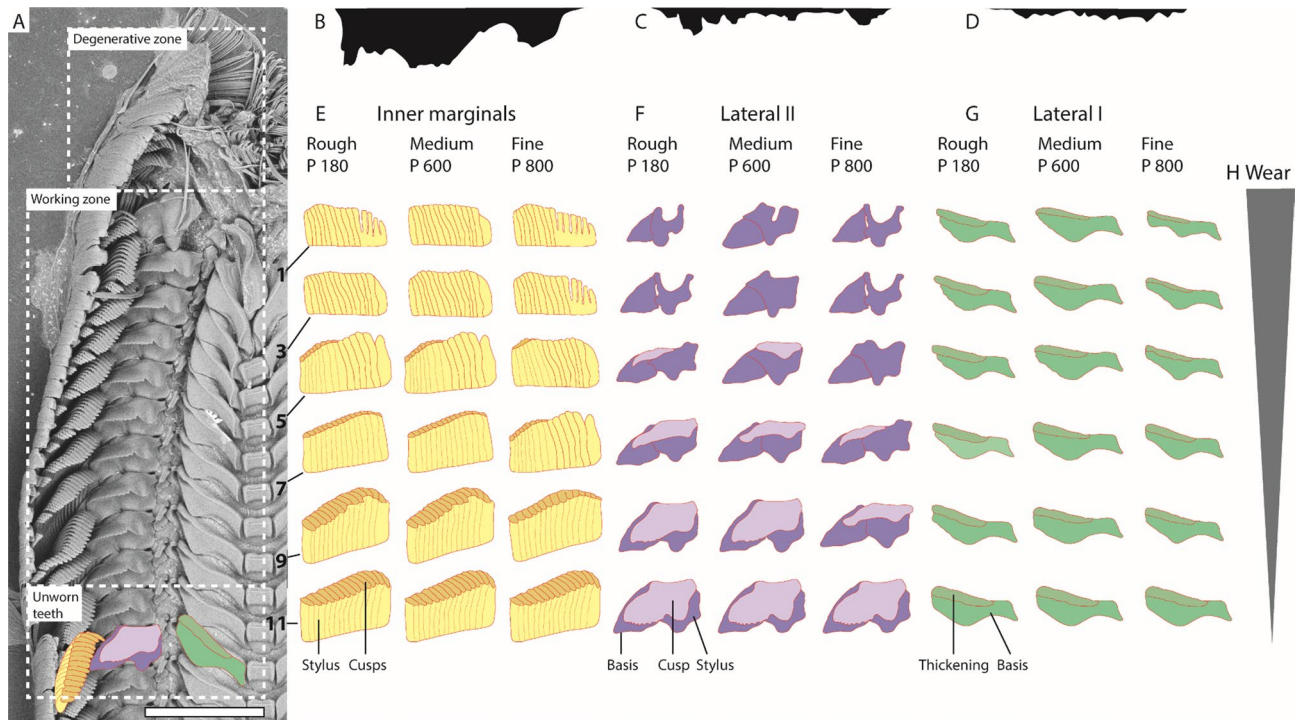 A
Degenerative zone
B
C
D
E
Inner marginals
F
Lateral II
G
Lateral I
Rough
P 180
Medium
P 600
Fine
P 800
Rough
P 180
Medium
P 600
Fine
P 800
Rough
P 180
Medium
P 600
Fine
P 800
H Wear
Working zone
1
3
5
7
9
Unworn
teeth
11
Stylus Cusps
Basis Cusp Stylus
Thickening Basis